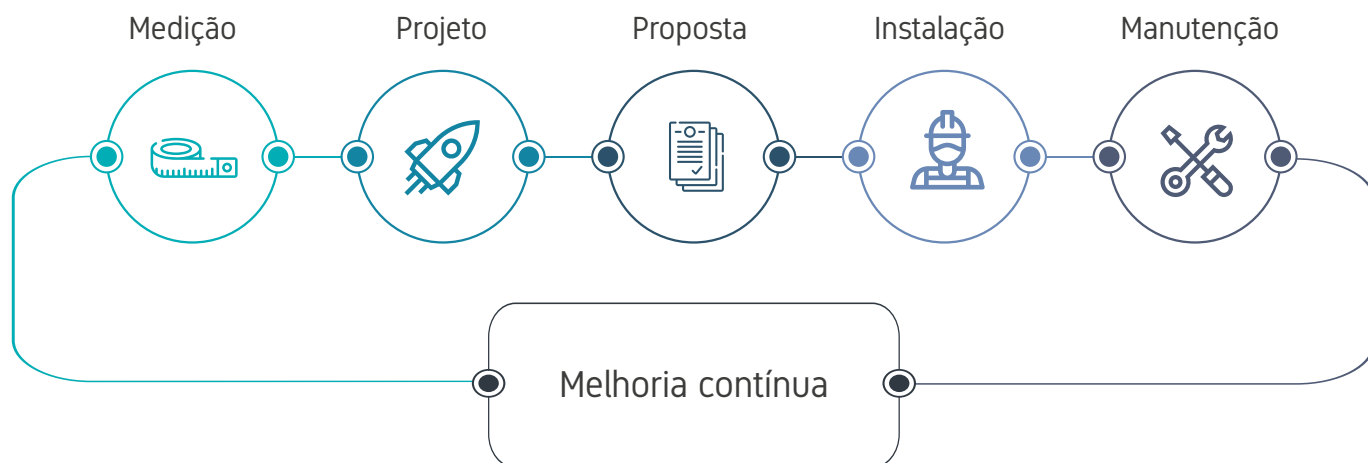 Medição
Projeto
Proposta
Instalação
Manutenção
Melhoria contínua